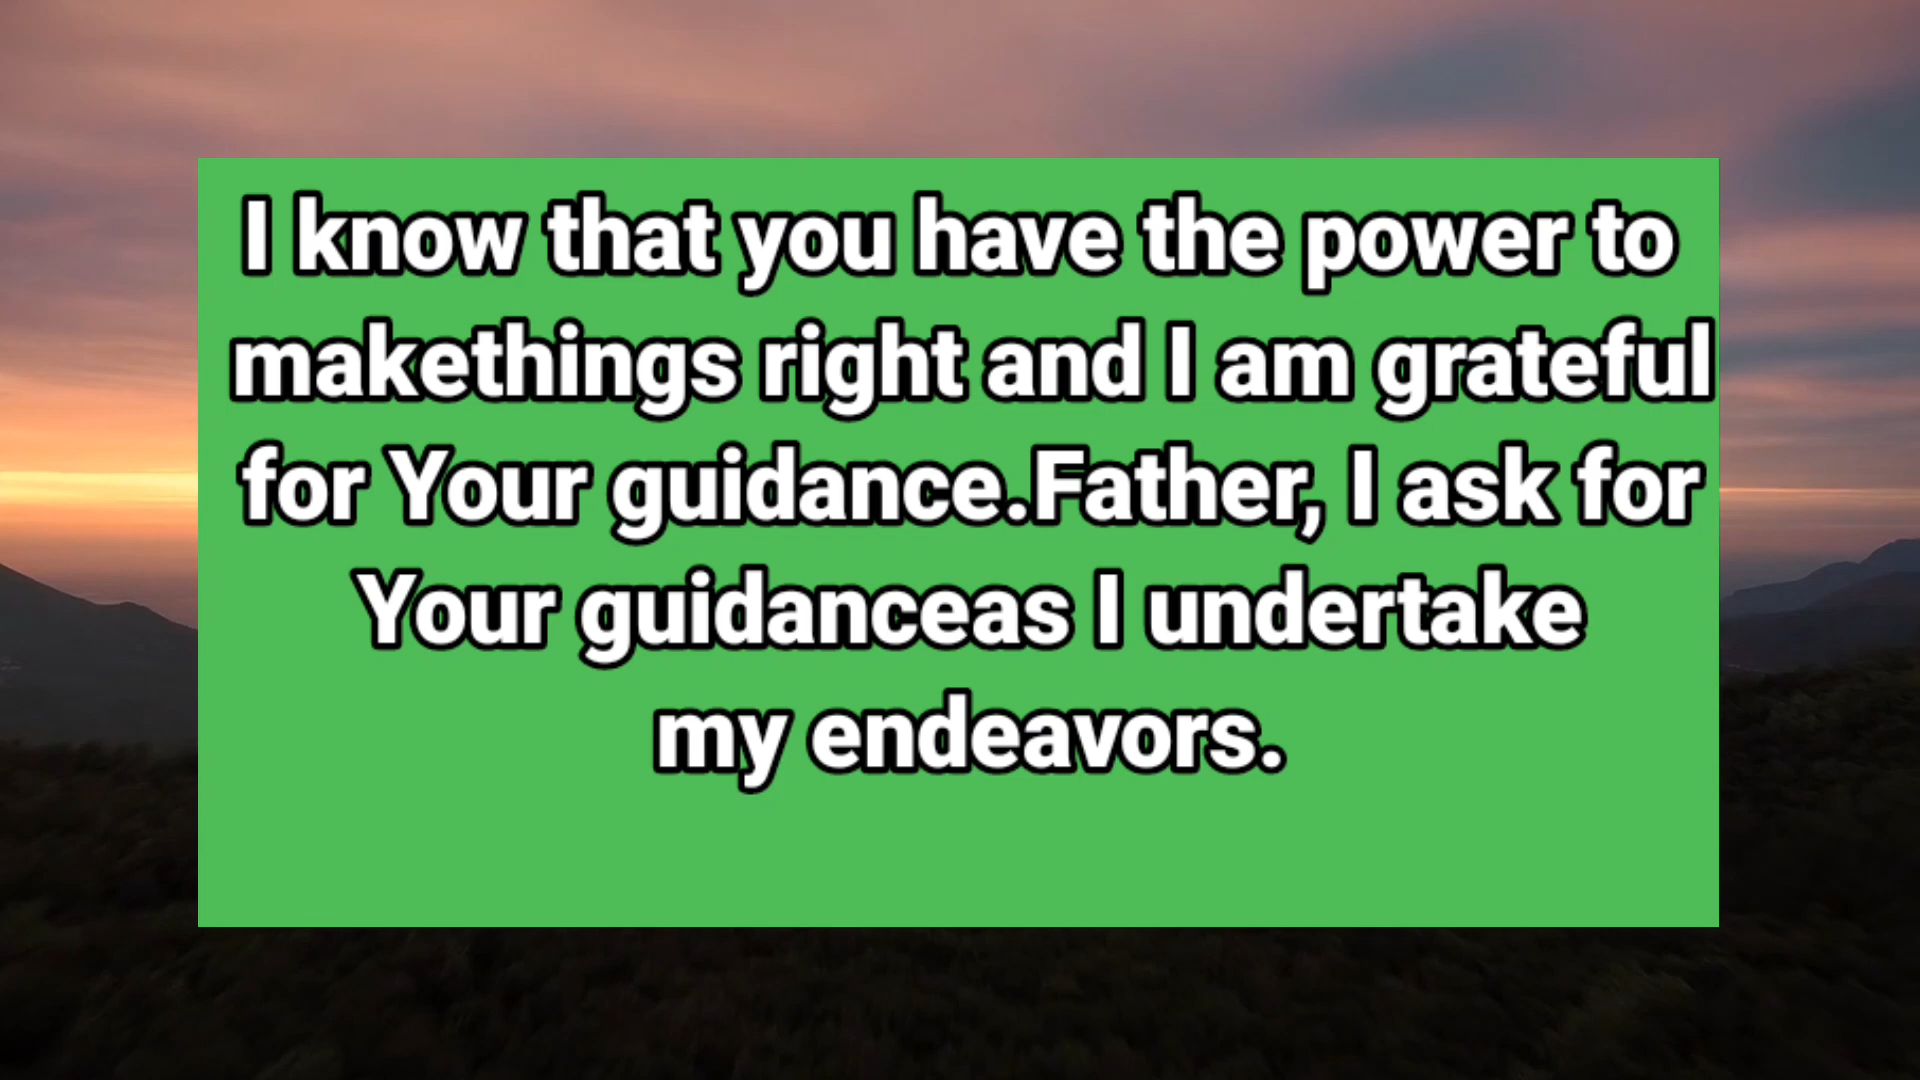 I know that you have the power to
makethings right and I am grateful
for Your guidance.Father, I ask for
Your guidanceas I undertake
my endeavors.